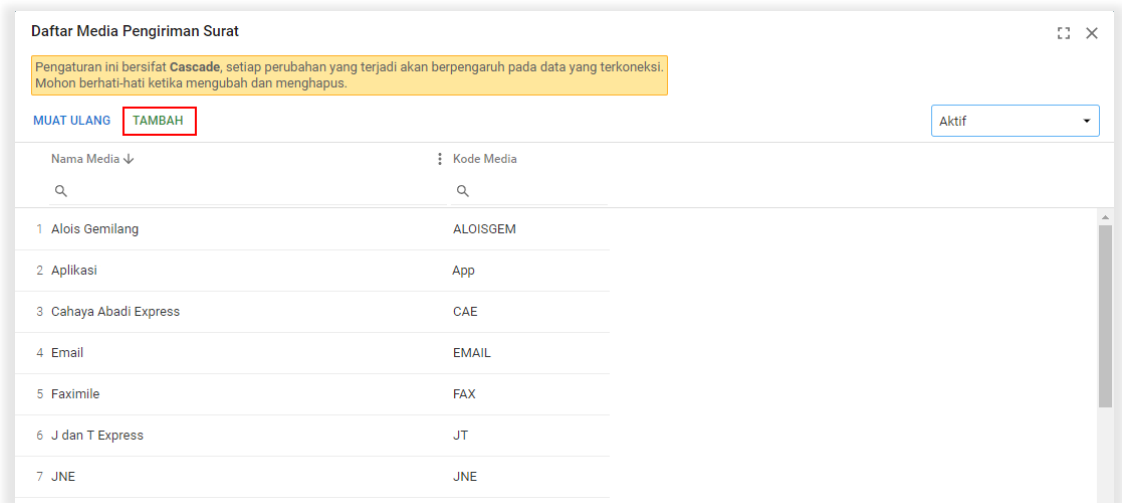 Daftar Media Pengiriman Surat
Pengaturan ini bersifat Cascade, setiap perubahan yang terjadi akan berpengaruh pada data yang terkoneksi.
Mohon berhati-hati ketika mengubah dan menghapus.
MUAT ULANG TAMBAH Aktif
Nama Media Kode Media
1 Alois Gemilang ALOISGEM
2 Aplikasi App
3 Cahaya Abadi Express CAE
4 Email EMAIL
5 Faximile FAX
6 J dan T Express JT
7 JNE JNE